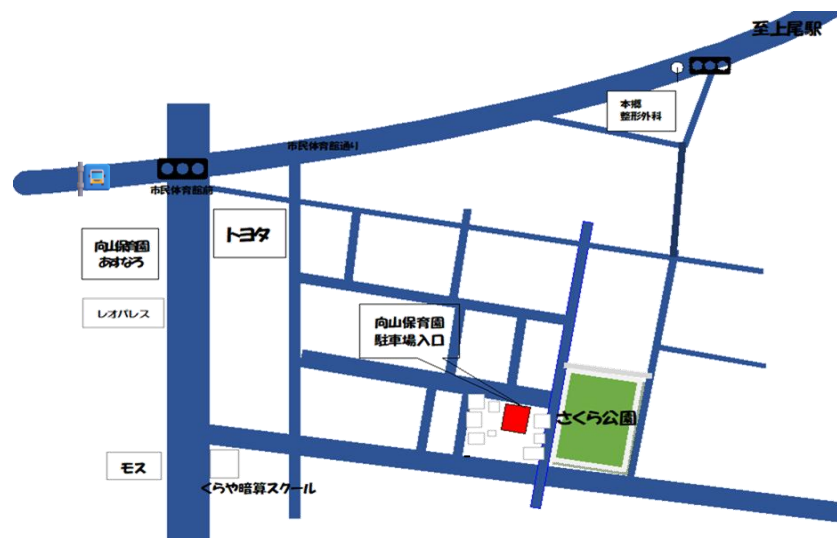 至上尾駅
本郷
整形外科
市民体育館通り
市民体育館前
トヨタ
向山保育園
あすなろ
レオパレス
向山保育園
駐車場入口
さくら公園
モス
くらや暗算スクール